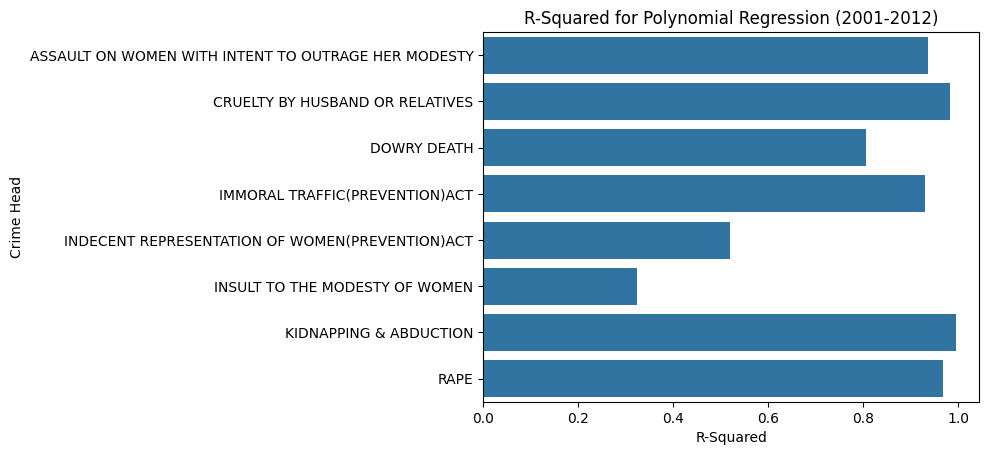 R-Squared for Polynomial Regression (2001-2012)
Crime Head
ASSAULT ON WOMEN WITH INTENT TO OUTRAGE HER MODESTY
CRUELTY BY HUSBAND OR RELATIVES
DOWRY DEATH
IMMORAL TRAFFIC(PREVENTION)ACT
INDECENT REPRESENTATION OF WOMEN(PREVENTION)ACT
INSULT TO THE MODESTY OF WOMEN
KIDNAPPING & ABDUCTION
RAPE
0.0 0.2 0.4 0.6 0.8 1.0
R-Squared